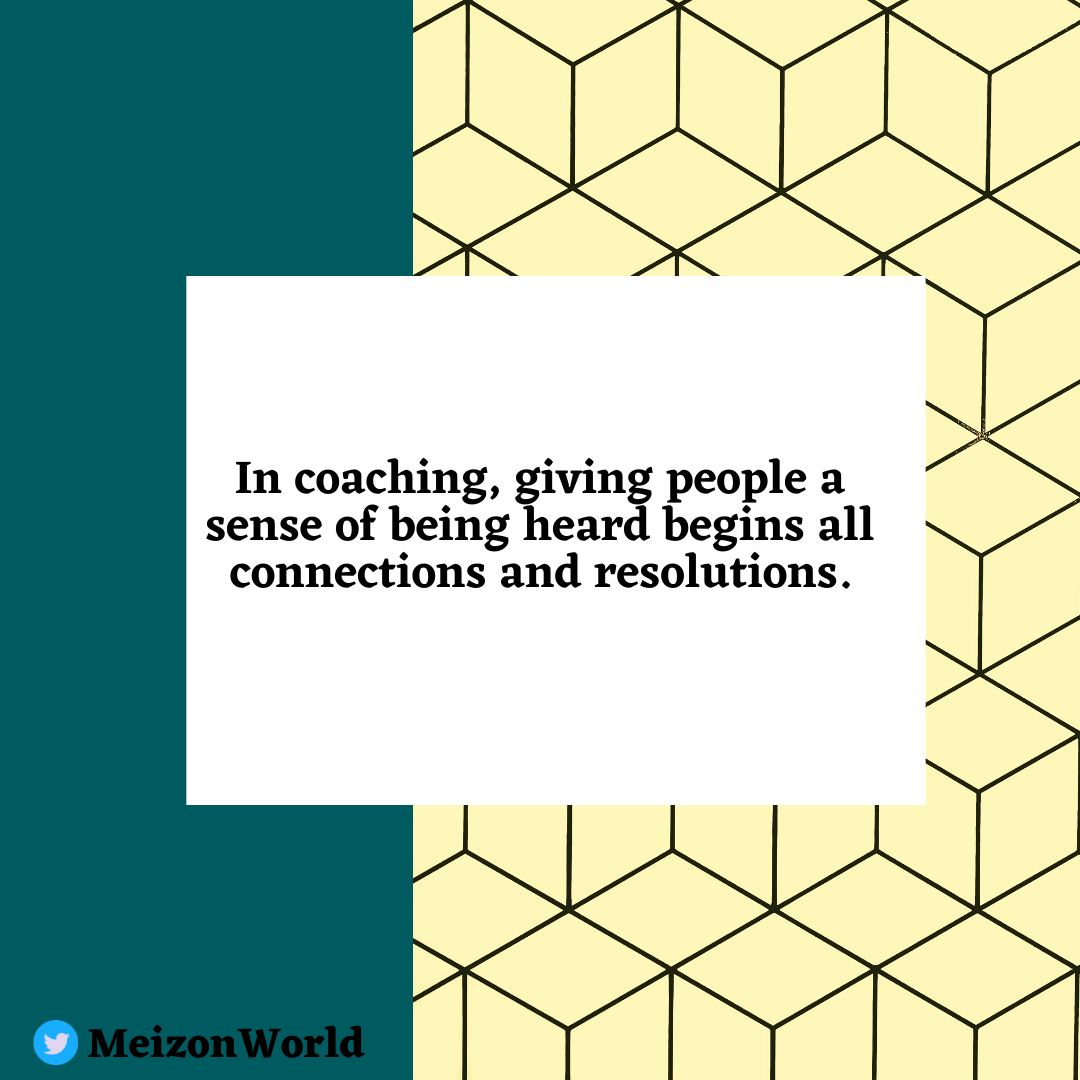 In coaching, giving people a
sense of being heard begins all
connections and resolutions.
MeizonWorld